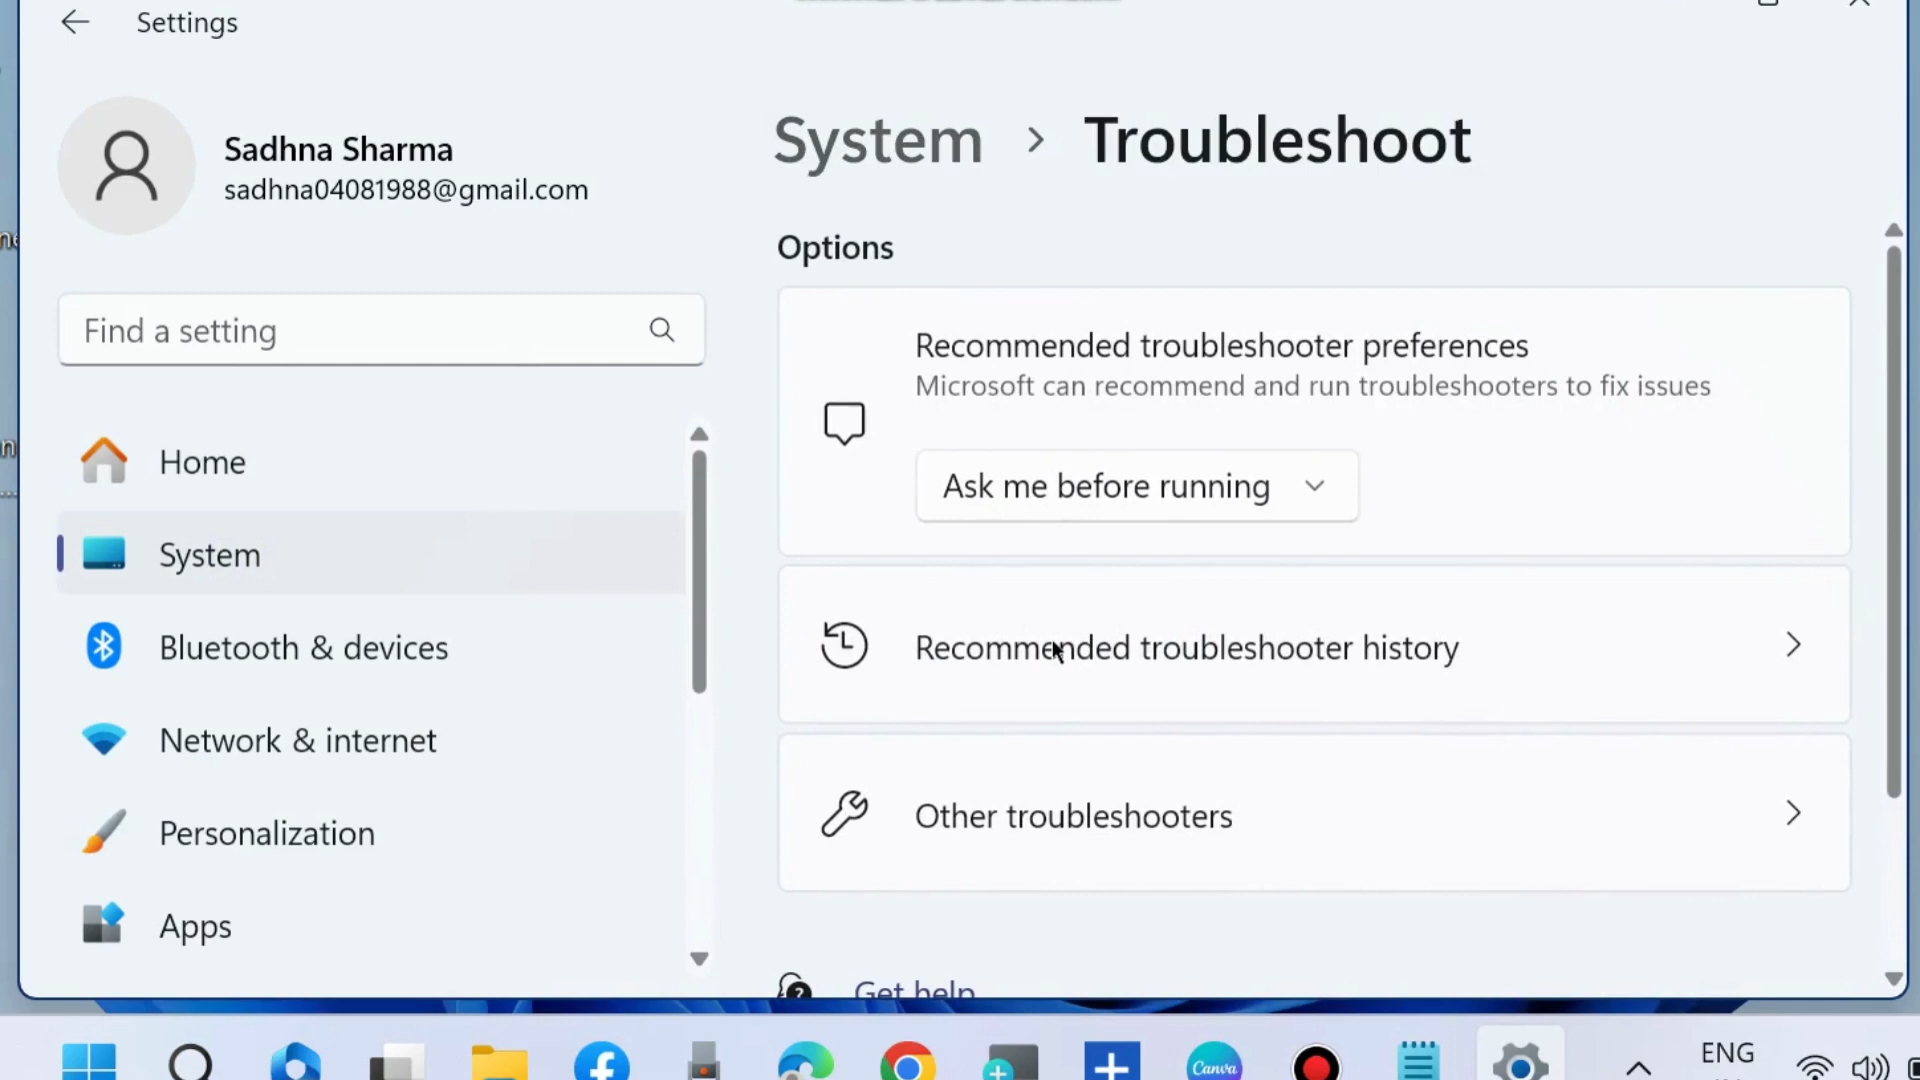 Settings
Sadhna Sharma
sadhna04081988@gmail.com
Find a setting
Home
System
Bluetooth & devices
Network & internet
Personalization
Apps
System > Troubleshoot
Options
Recommended troubleshooter preferences
Microsoft can recommend and run troubleshooters to fix issues
Ask me before running
Recommended troubleshooter history
Other troubleshooters
Get help
Canva
ENG